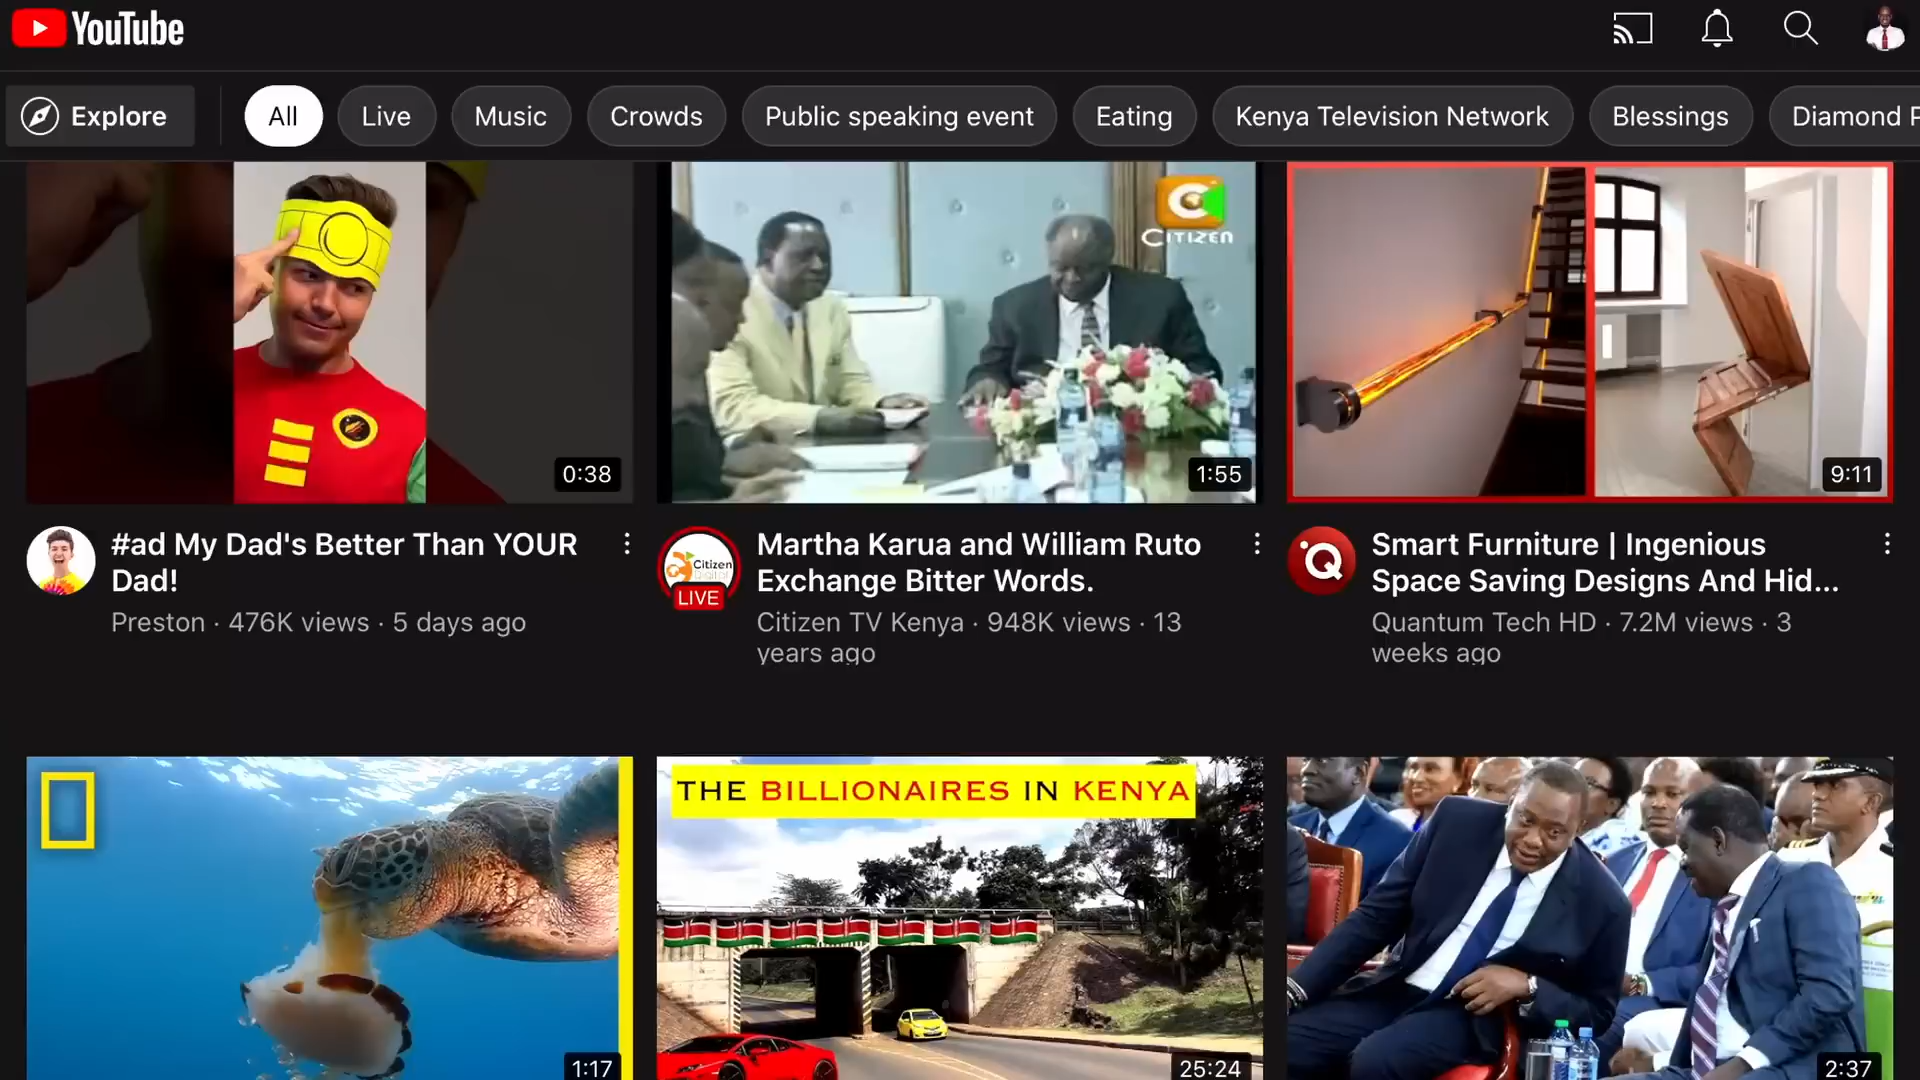 YouTube
Explore
All
Live
Music
Crowds
Public speaking event
Eating
Kenya Television Network
Blessings
Diamond P
CITIZEN
0:38
1:55
9:11
#ad My Dad's Better Than YOUR
Dad!
Preston · 476K views · 5 days ago
Citizen
Digital
LIVE
Martha Karua and William Ruto
Exchange Bitter Words.
Citizen TV Kenya · 948K views · 13
years ago
Q
Smart Furniture | Ingenious
Space Saving Designs And Hid...
Quantum Tech HD · 7.2M views · 3
weeks ago
THE BILLIONAIRES IN KENYA
1:17
25:24
2:37